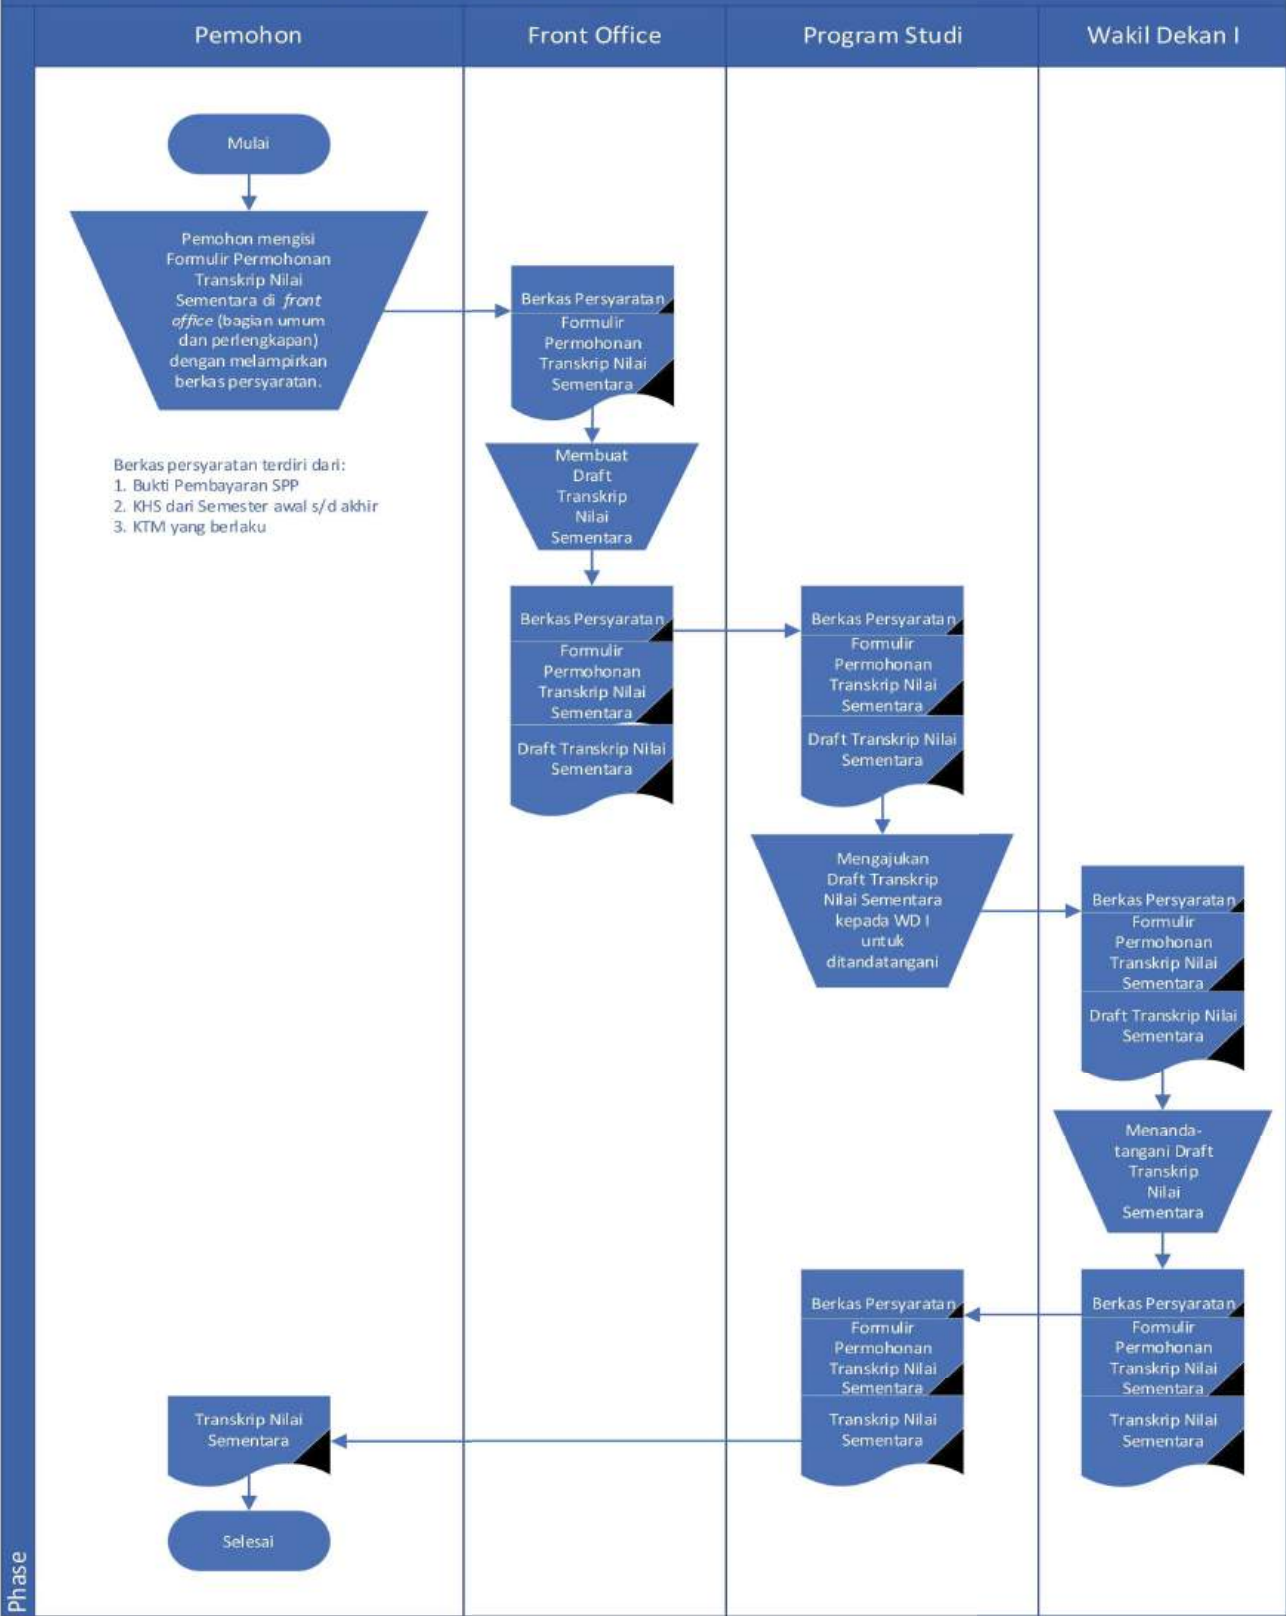 Pemohon
Front Office
Program Studi
Wakil Dekan I
Mulai
Pemohon mengisi
Formulir Permohonan
Transkrip Nilai
Sementara di front
office (bagian umum
dan perlengkapan)
dengan melampirkan
berkas persyaratan.
Berkas persyaratan terdiri dari:
1. Bukti Pembayaran SPP
2. KHS dari Semester awal s/d akhir
3. KTM yang berlaku
Berkas Persyaratan
Formulir
Permohonan
Transkrip Nilai
Sementara
Membuat
Draft
Transkrip
Nilai
Sementara
Berkas Persyaratan
Formulir
Permohonan
Transkrip Nilai
Sementara
Draft Transkrip Nilai
Sementara
Berkas Persyaratan
Formulir
Permohonan
Transkrip Nilai
Sementara
Draft Transkrip Nilai
Sementara
Mengajukan
Draft Transkrip
Nilai Sementara
kepada WD I
untuk
ditandatangani
Berkas Persyaratan
Formulir
Permohonan
Transkrip Nilai
Sementara
Draft Transkrip Nilai
Sementara
Menanda-
tangani Draft
Transkrip
Nilai
Sementara
Berkas Persyaratan
Formulir
Permohonan
Transkrip Nilai
Sementara
Transkrip Nilai
Sementara
Berkas Persyaratan
Formulir
Permohonan
Transkrip Nilai
Sementara
Transkrip Nilai
Sementara
Transkrip Nilai
Sementara
Selesai
Phase